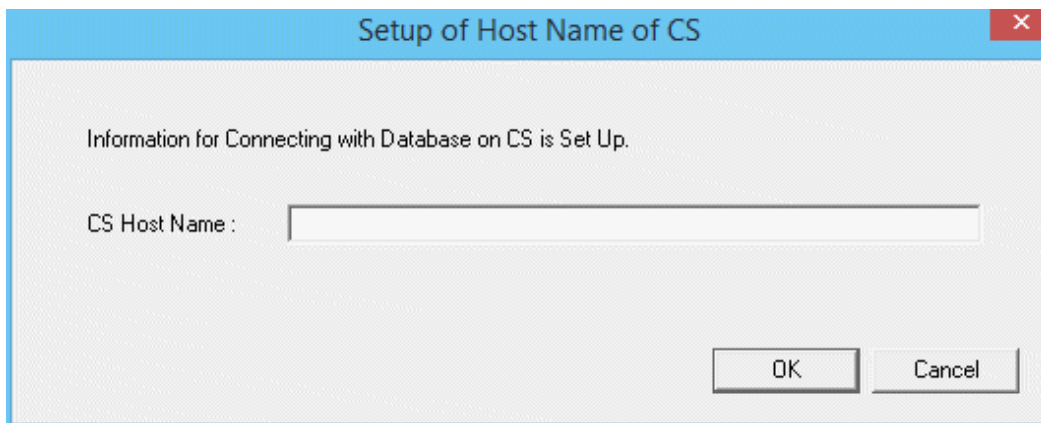 Setup of Host Name of CS
Information for Connecting with Database on CS is Set Up.
CS Host Name :
OK
Cancel